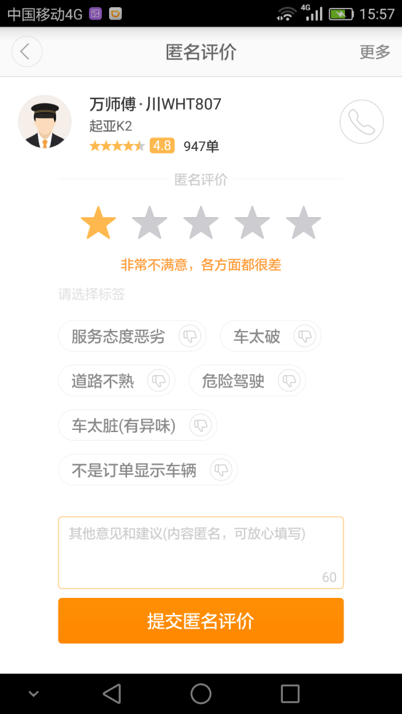 中国移动4G 4G 15:57
匿名评价 更多
万师傅·川WHT807
起亚K2
4.8 947单
匿名评价
非常不满意，各方面都很差
请选择标签
服务态度恶劣 车太破
道路不熟 危险驾驶
车太脏(有异味)
不是订单显示车辆
其他意见和建议(内容匿名，可放心填写)
60
提交匿名评价